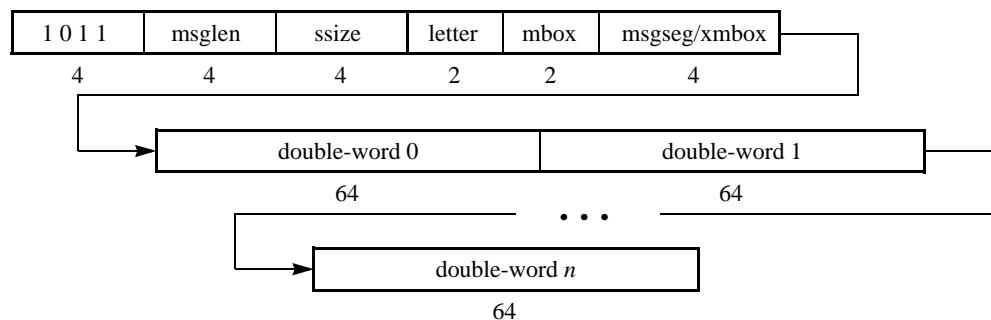 1 0 1 1 msglen ssize letter mbox msgseg/xmbox
4 4 4 2 2 4
double-word 0 double-word 1
64 64
• • •
double-word n
64